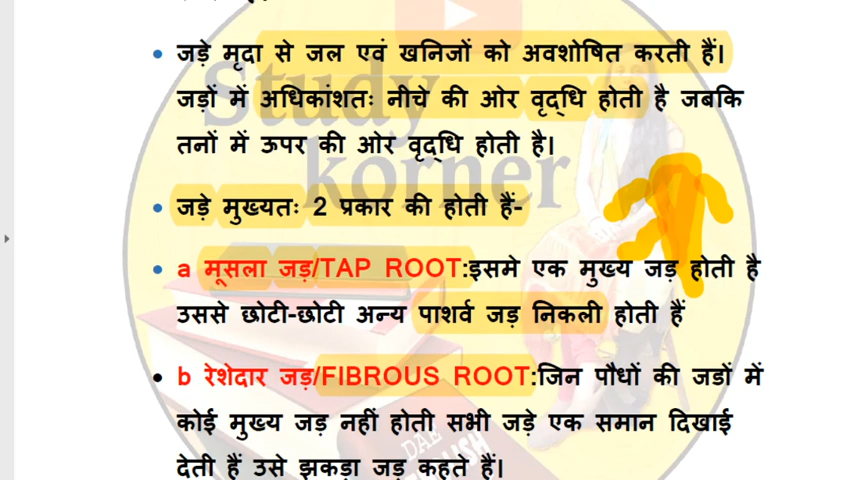 जड़े मृदा से जल एवं खनिजों को अवशोषित करती हैं।
जड़ों में अधिकांशतः नीचे की ओर वृद्धि होती है जबकि
तनों में ऊपर की ओर वृद्धि होती है।
जड़े मुख्यतः 2 प्रकार की होती हैं-
a मूसला जड़/TAP ROOT:इसमे एक मुख्य जड़ होती है
उससे छोटी-छोटी अन्य पाशर्व जड़ निकली होती हैं
b रेशेदार जड़/FIBROUS ROOT:जिन पौधों की जडों में
कोई मुख्य जड़ नहीं होती सभी जड़े एक समान दिखाई
देती हैं उसे झकड़ा जड़ कहते हैं।
Study
korner